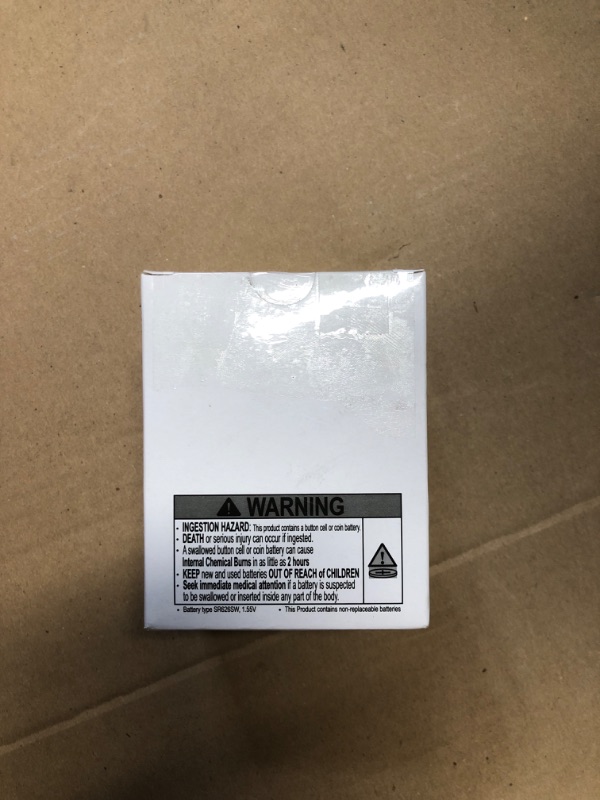 ⚠ WARNING
• INGESTION HAZARD: This product contains a button cell or coin battery.
• DEATH or serious injury can occur if ingested.
• A swallowed button cell or coin battery can cause
Internal Chemical Burns in as little as 2 hours
• KEEP new and used batteries OUT OF REACH of CHILDREN
• Seek immediate medical attention if a battery is suspected
to be swallowed or inserted inside any part of the body.
• Battery type SR626SW, 1.55V • This Product contains non-replaceable batteries